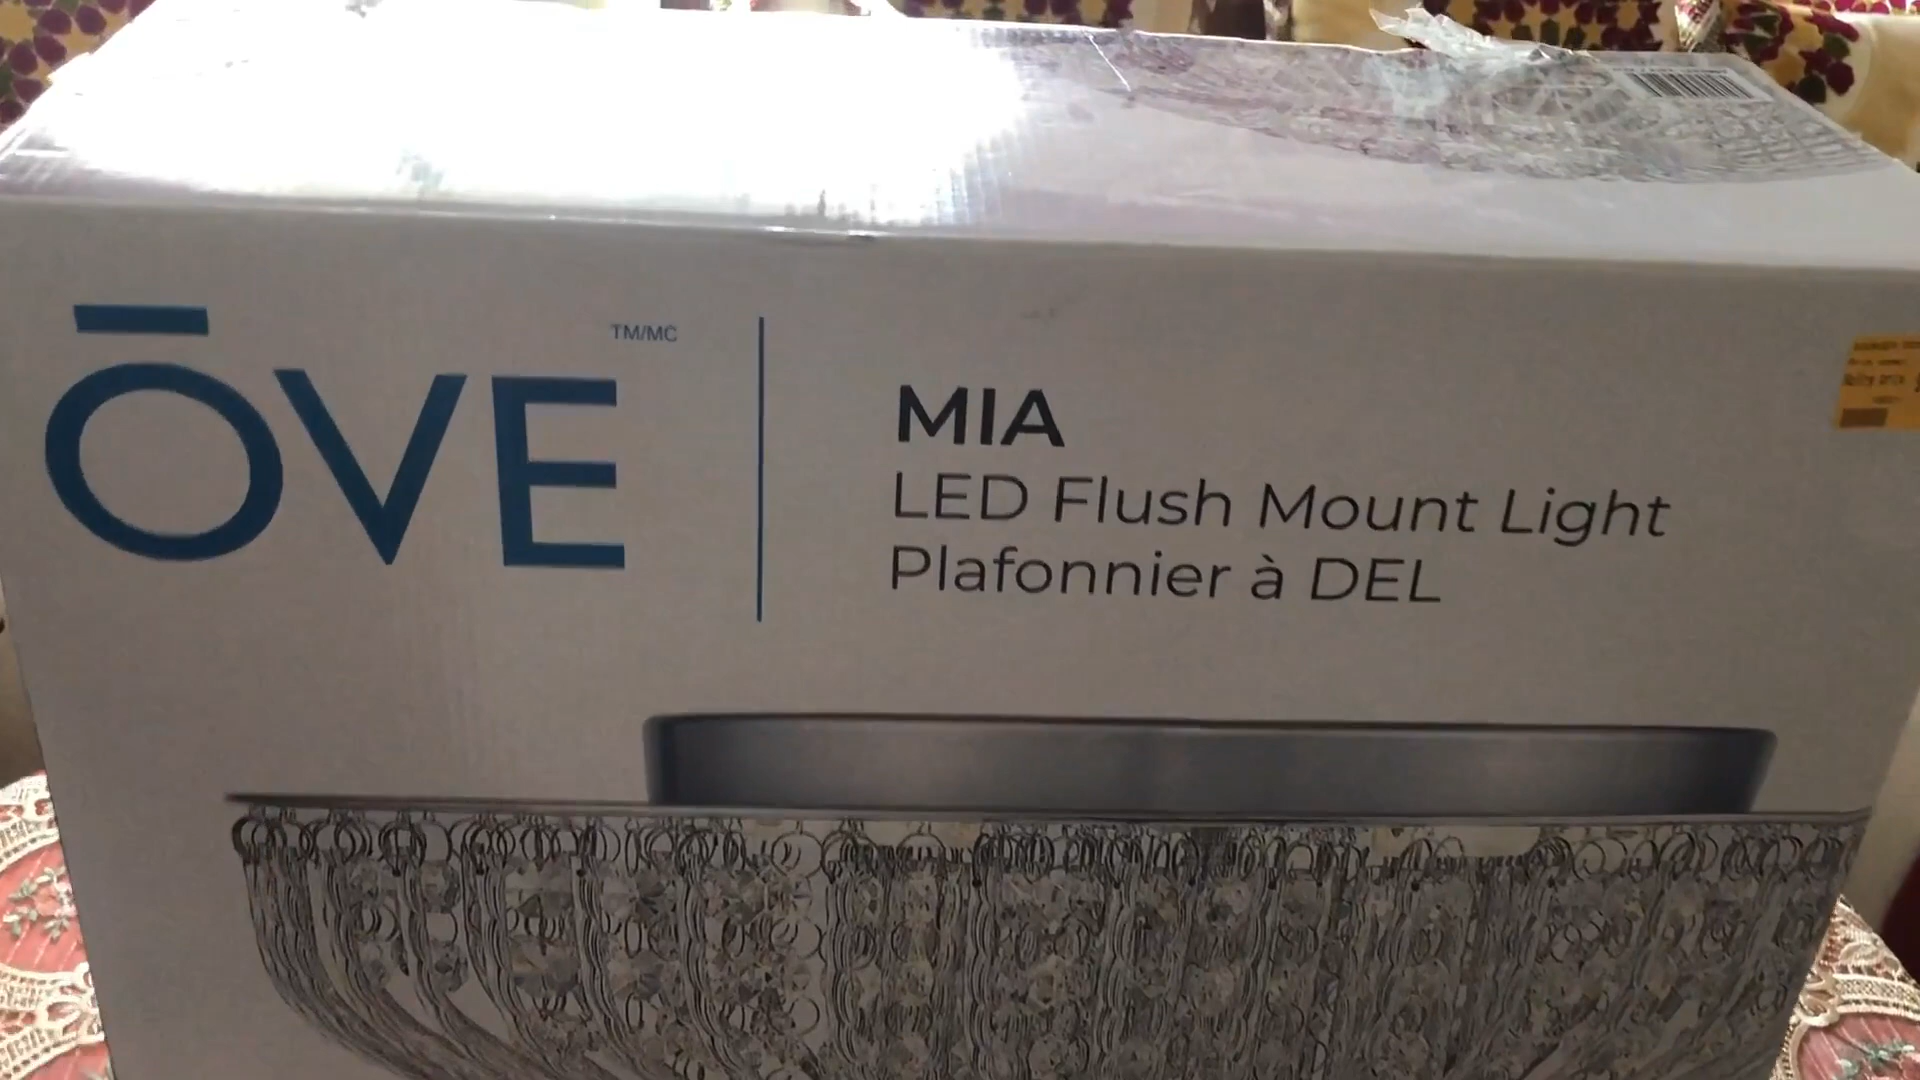 ŌVE
TM/MC
MIA
LED Flush Mount Light
Plafonnier à DEL